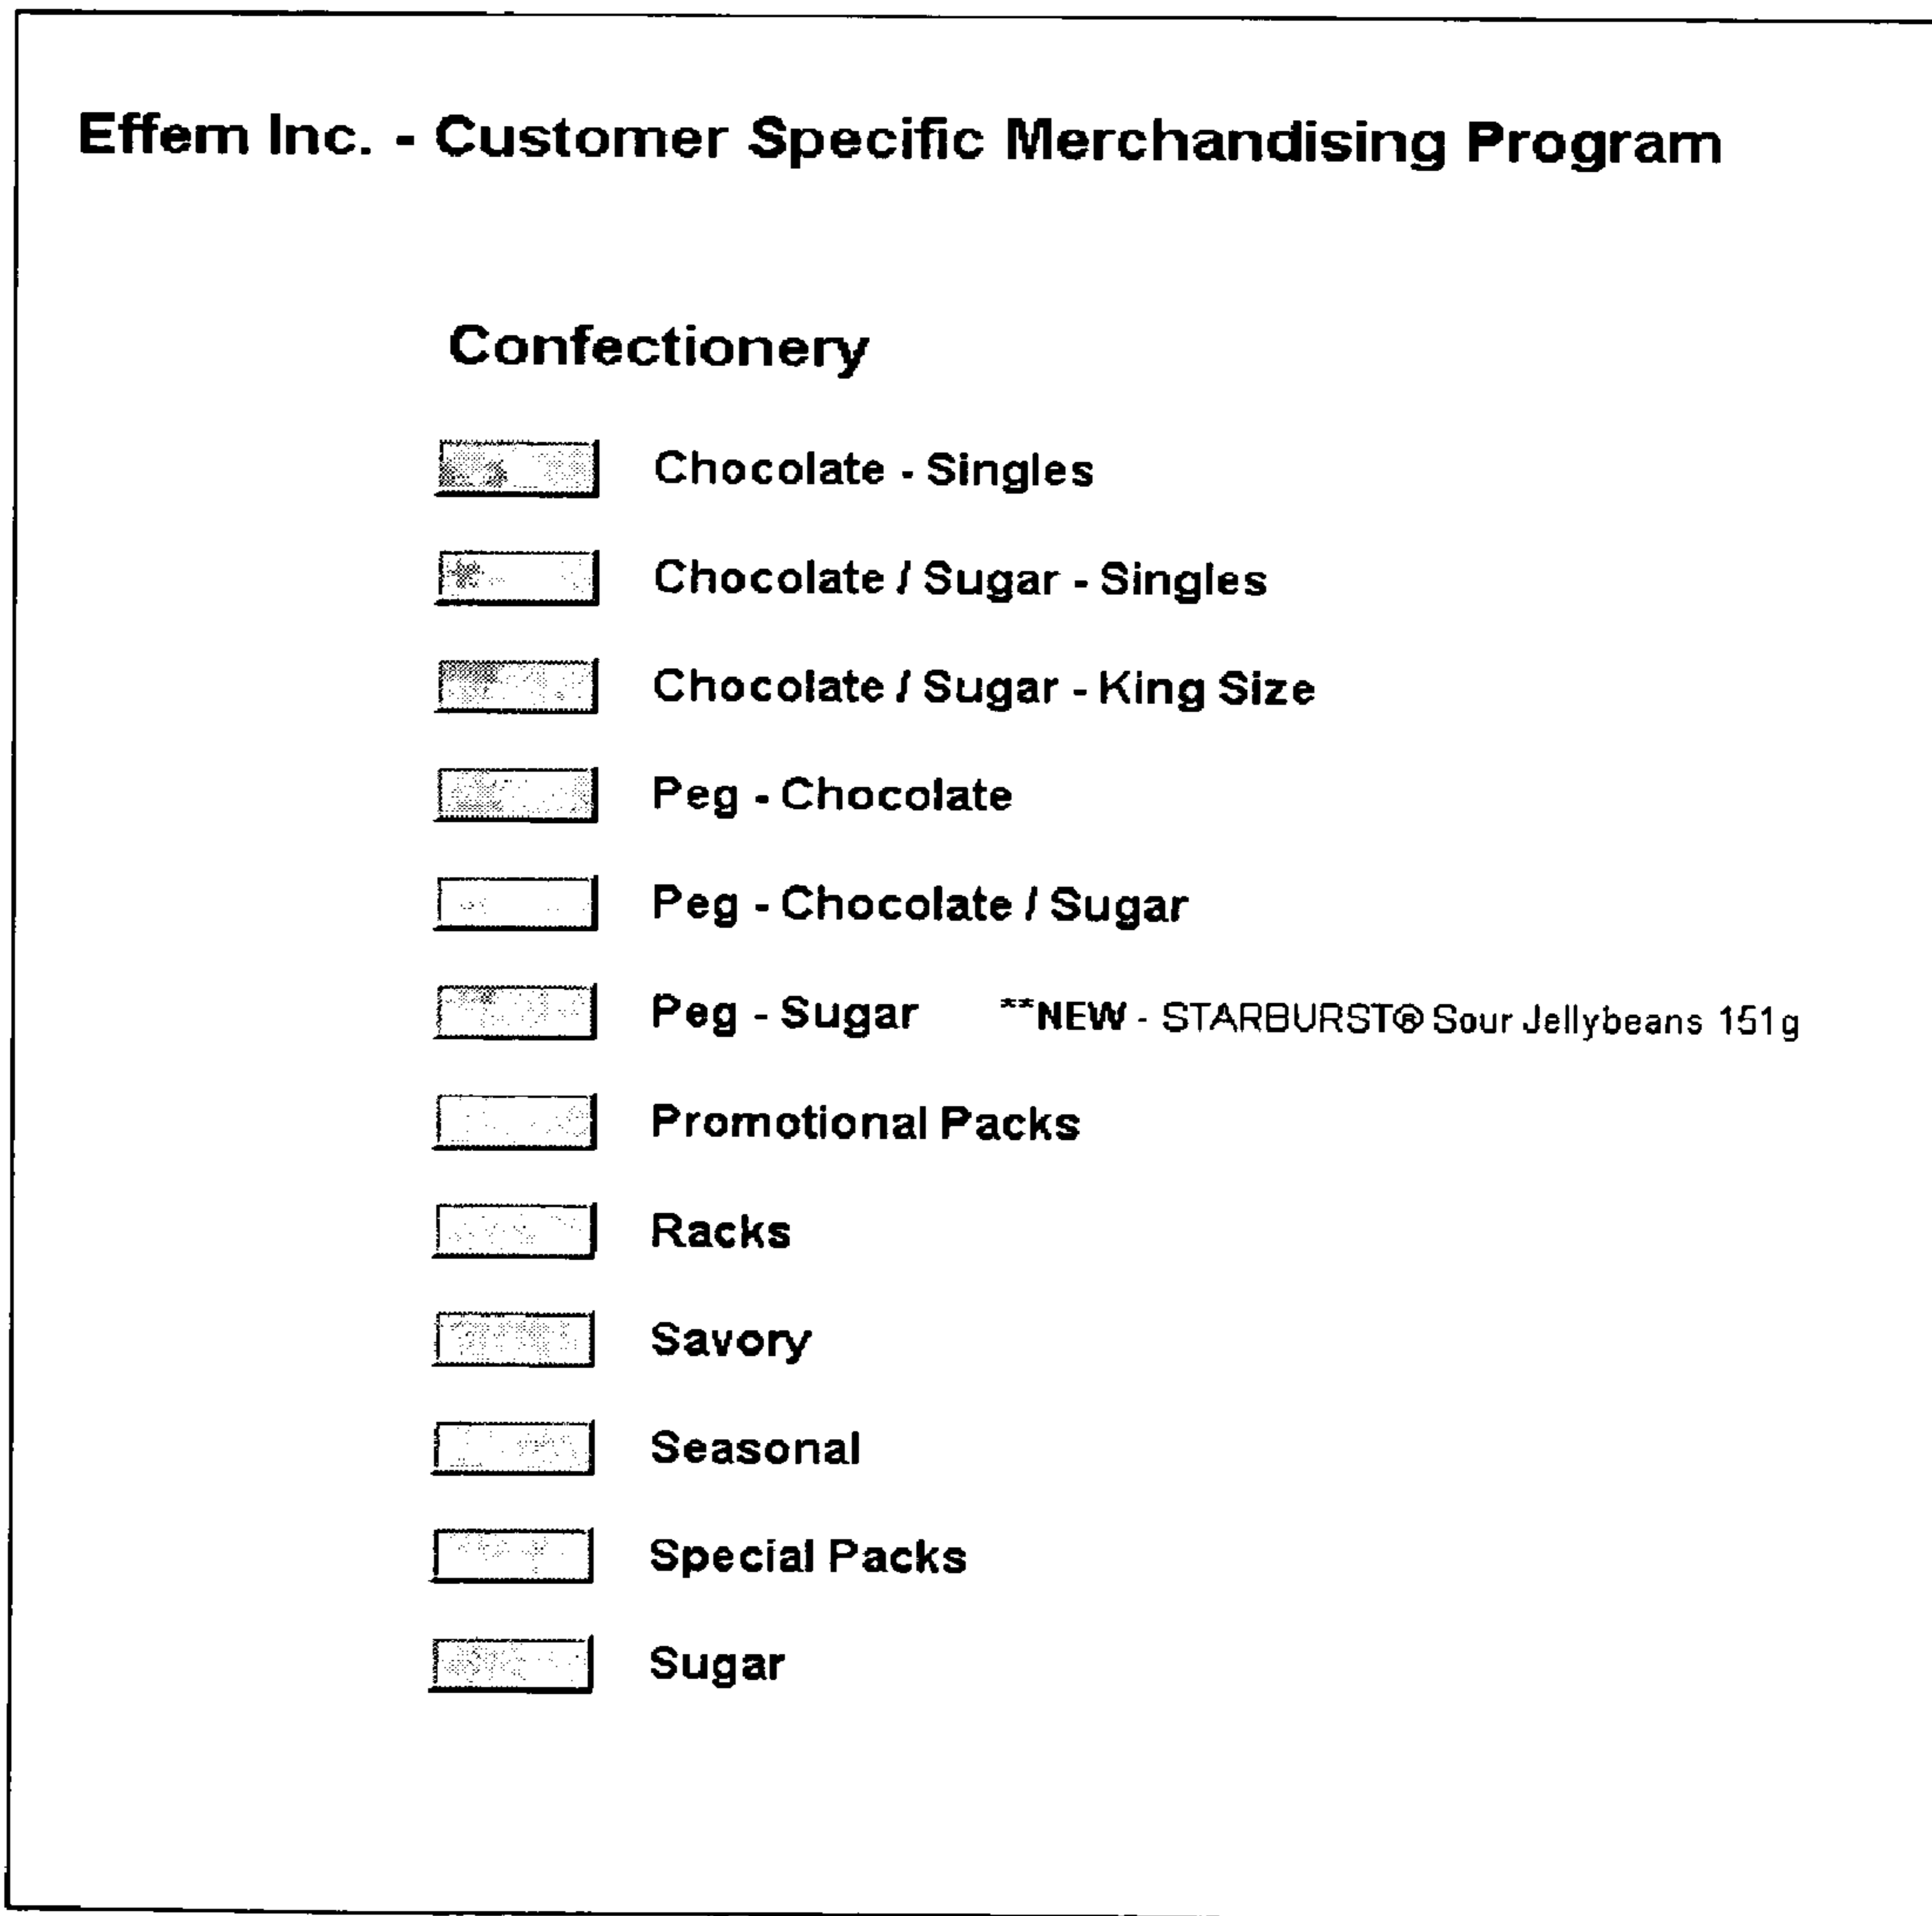 Effem Inc. - Customer Specific Merchandising Program
Confectionery
Chocolate - Singles
Chocolate / Sugar - Singles
Chocolate / Sugar - King Size
Peg - Chocolate
Peg - Chocolate / Sugar
Peg - Sugar **NEW - STARBURST® Sour Jellybeans 151g
Promotional Packs
Racks
Savory
Seasonal
Special Packs
Sugar